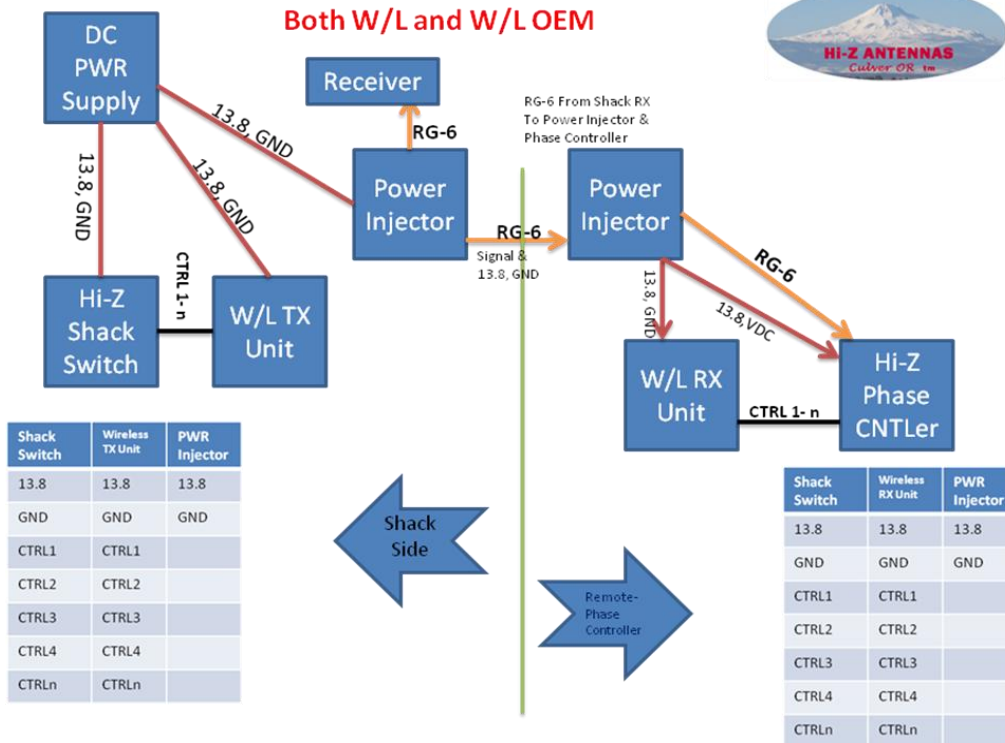 Both W/L and W/L OEM
Hi-Z ANTENNAS
Culver OR tm
DC
PWR
Supply
Receiver
RG-6
13.8, GND
13.8, GND
13.8, GND
Power
Injector
RG-6 From Shack RX
To Power Injector &
Phase Controller
Power
Injector
RG-6
Signal &
13.8, GND
RG-6
13.8, GND
13.8, VDC
Hi-Z
Shack
Switch
CTRL 1- n
W/L TX
Unit
W/L RX
Unit
CTRL 1- n
Hi-Z
Phase
CNTLer
Shack Switch Wireless TX Unit PWR Injector
13.8 13.8 13.8
GND GND GND
CTRL1 CTRL1
CTRL2 CTRL2
CTRL3 CTRL3
CTRL4 CTRL4
CTRLn CTRLn
Shack
Side
Remote-
Phase
Controller
Shack Switch Wireless RX Unit PWR Injector
13.8 13.8 13.8
GND GND GND
CTRL1 CTRL1
CTRL2 CTRL2
CTRL3 CTRL3
CTRL4 CTRL4
CTRLn CTRLn